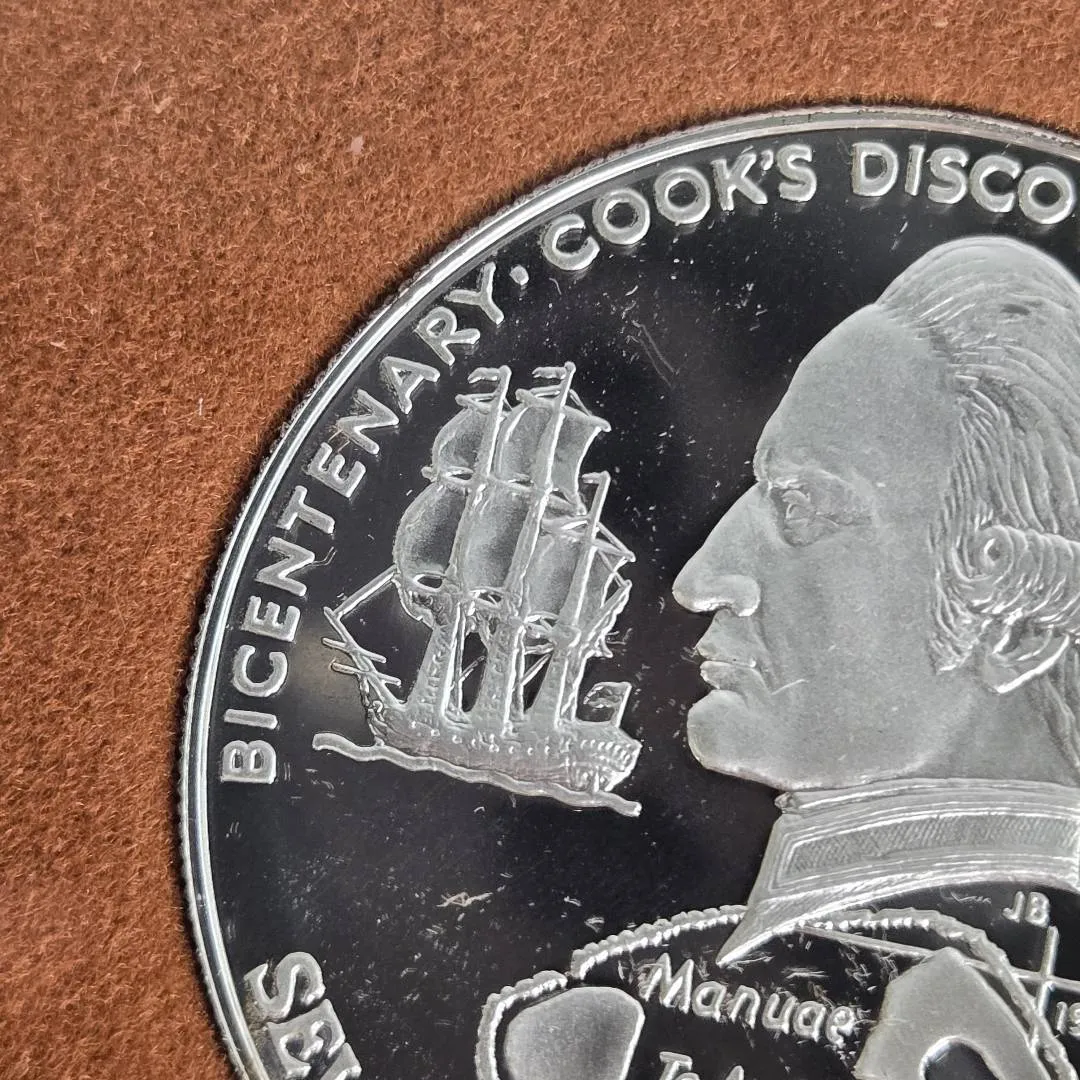 BICENTENARY. COOK'S DISCO
JB
Manuae